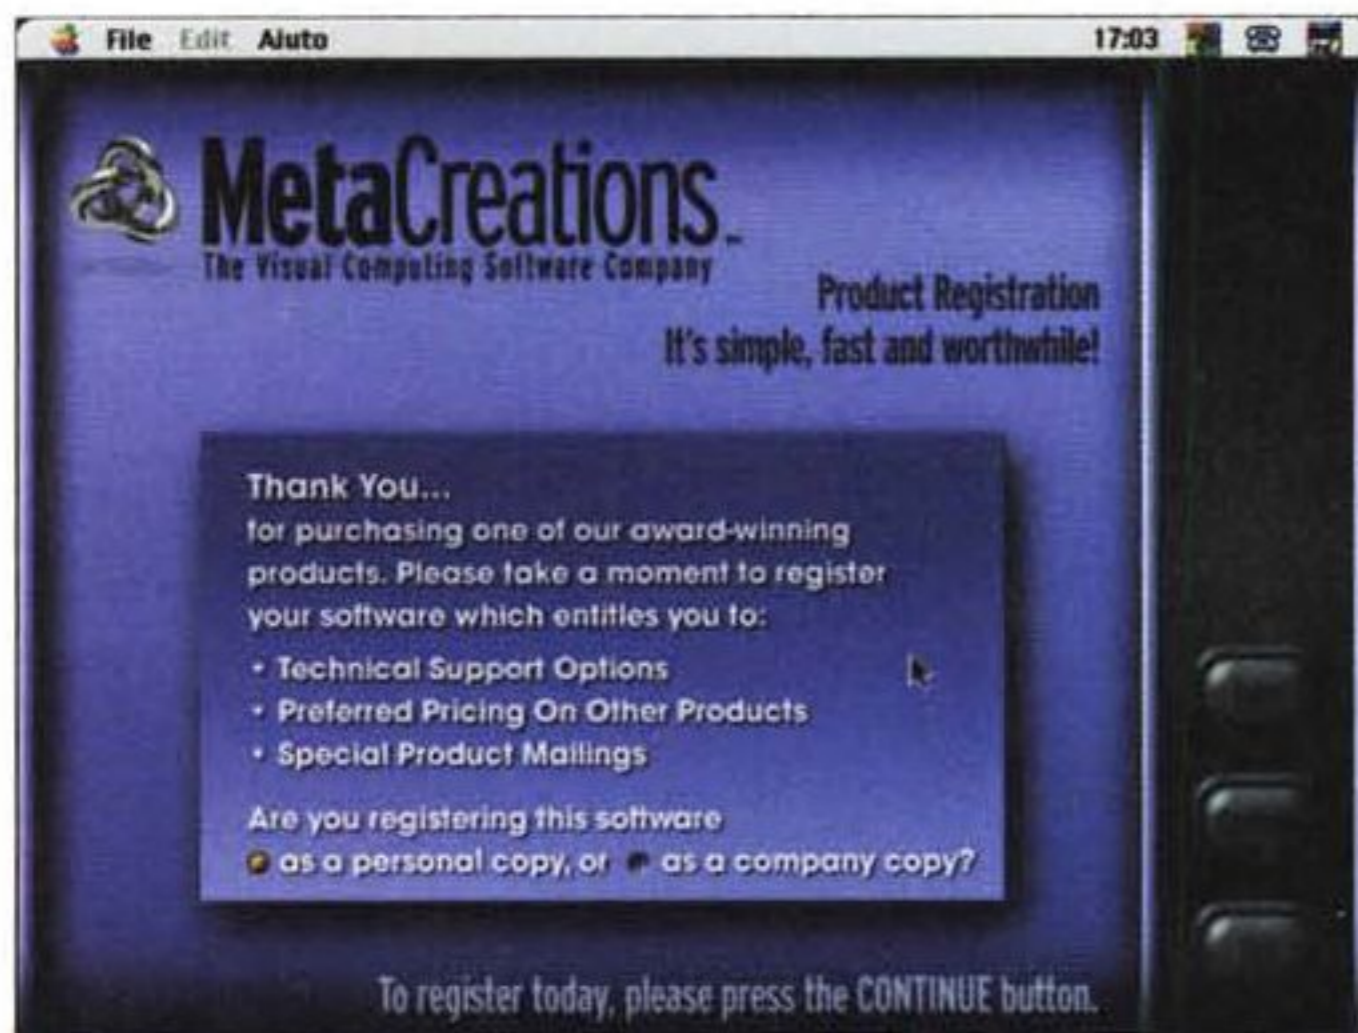 File Edit Aiuto 17:03
MetaCreations
The Visual Computing Software Company
Product Registration
It's simple, fast and worthwhile!
Thank You...
for purchasing one of our award-winning
products. Please take a moment to register
your software which entitles you to:
• Technical Support Options
• Preferred Pricing On Other Products
• Special Product Mailings
Are you registering this software
as a personal copy, or as a company copy?
To register today, please press the CONTINUE button.